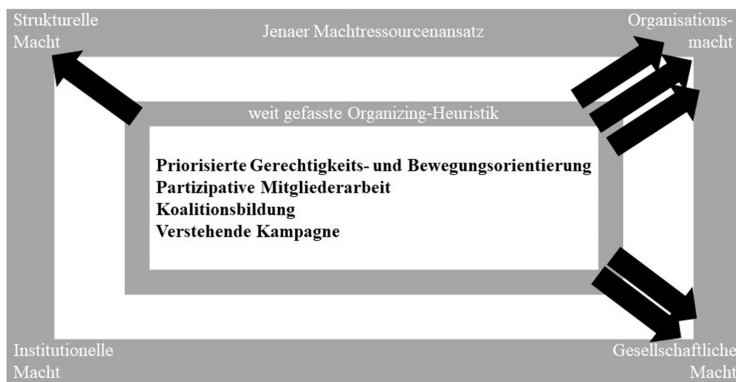 Strukturelle
Macht
Jenaer Machtressourcenansatz
Organisations-
macht
weit gefasste Organizing-Heuristik
Priorisierte Gerechtigkeits- und Bewegungsorientierung
Partizipative Mitgliederarbeit
Koalitionsbildung
Verstehende Kampagne
Institutionelle
Macht
Gesellschaftliche
Macht